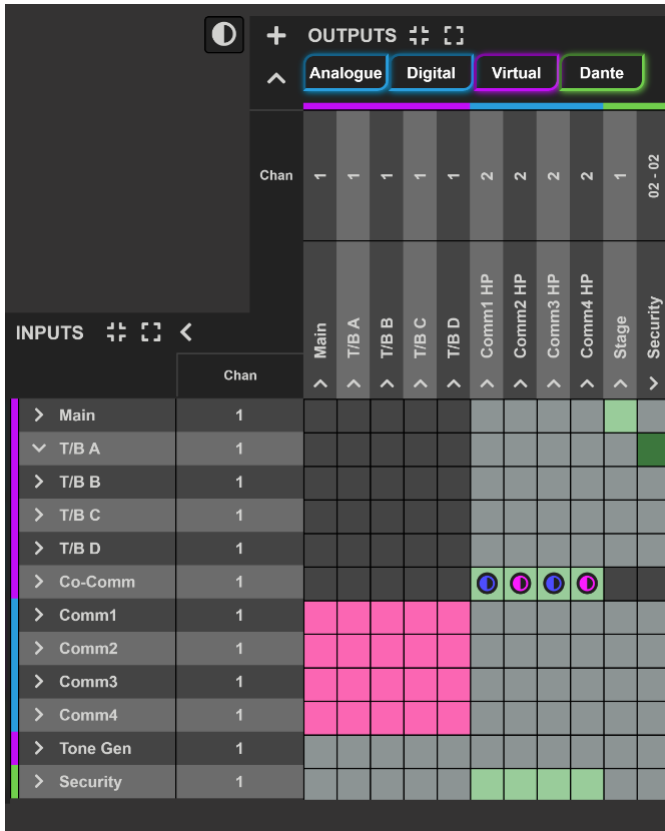 OUTPUTS
Analogue Digital Virtual Dante
Chan 1 1 1 1 1 2 2 2 2 1 02 - 02
Main T/B A T/B B T/B C T/B D Comm1 HP Comm2 HP Comm3 HP Comm4 HP Stage Security
INPUTS
Chan
Main 1
T/B A 1
T/B B 1
T/B C 1
T/B D 1
Co-Comm 1
Comm1 1
Comm2 1
Comm3 1
Comm4 1
Tone Gen 1
Security 1